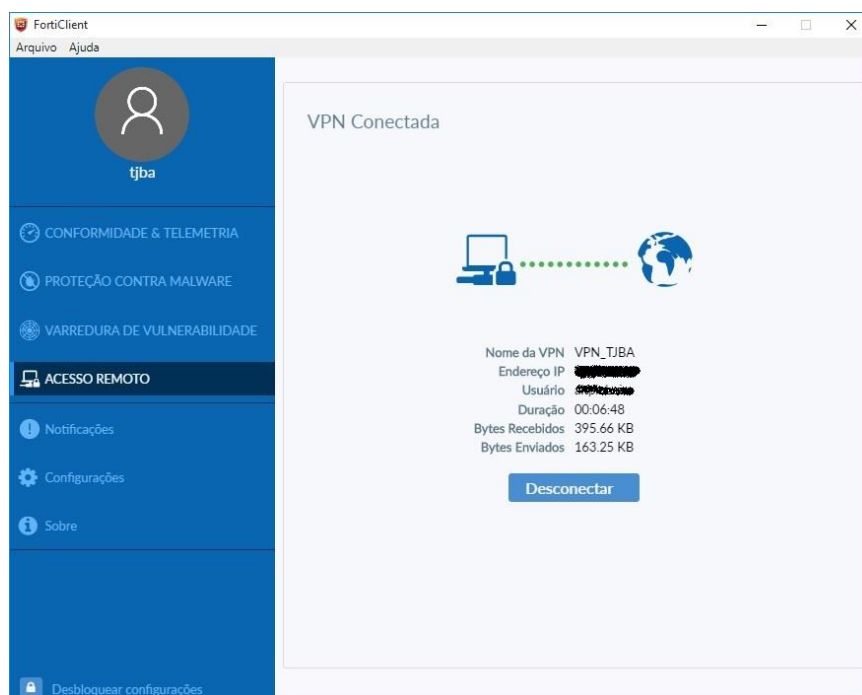 FortiClient
Arquivo Ajuda
tjba
CONFORMIDADE & TELEMETRIA
PROTEÇÃO CONTRA MALWARE
VARREDURA DE VULNERABILIDADE
ACESSO REMOTO
Notificações
Configurações
Sobre
Desbloquear configurações
VPN Conectada
Nome da VPN VPN_TJBA
Endereço IP
Usuário
Duração 00:06:48
Bytes Recebidos 395.66 KB
Bytes Enviados 163.25 KB
Desconectar